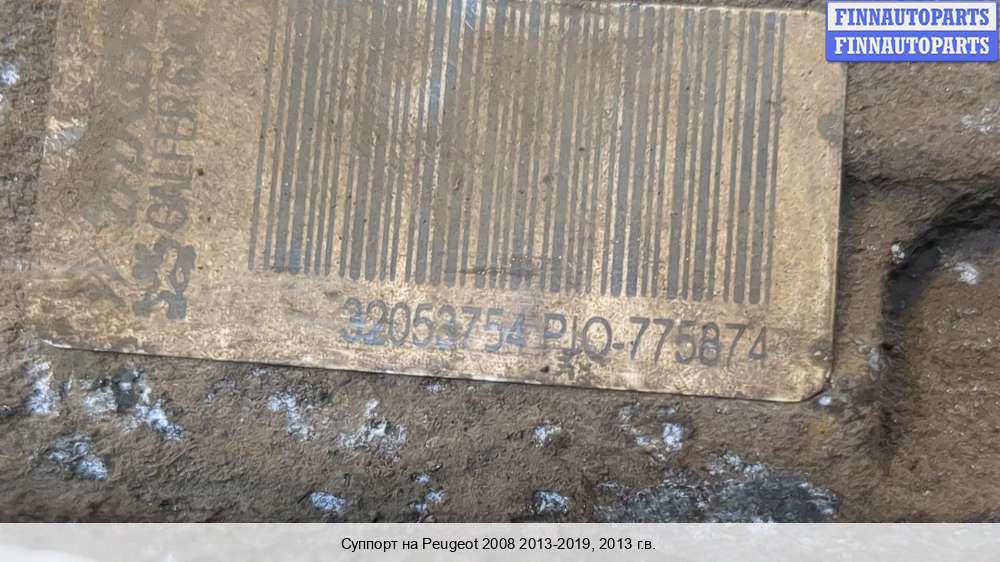 FINNAUTOPARTS
FINNAUTOPARTS
32053754 PJQ-775874
Суппорт на Peugeot 2008 2013-2019, 2013 г.в.